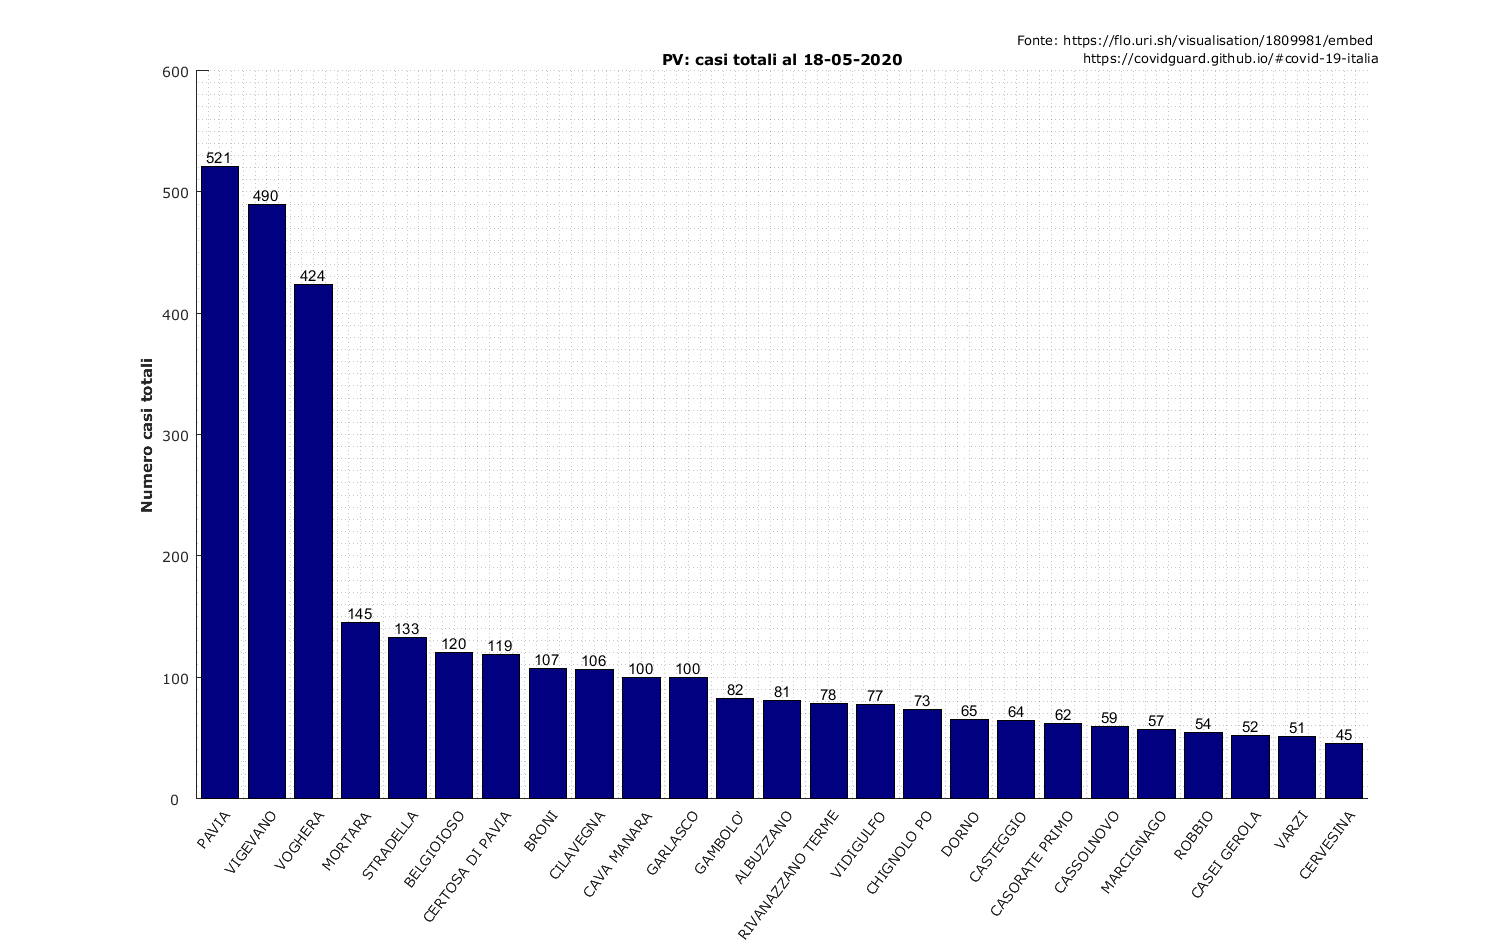 Fonte: https://flo.uri.sh/visualisation/1809981/embed
https://covidguard.github.io/#covid-19-italia
PV: casi totali al 18-05-2020
Numero casi totali
600
500
400
300
200
100
0
521
490
424
145
133
120
119
107
106
100
100
82
81
78
77
73
65
64
62
59
57
54
52
51
45
PAVIA
VIGEVANO
VOGHERA
MORTARA
STRADELLA
BELGIOIOSO
CERTOSA DI PAVIA
BRONI
CILAVEGNA
CAVA MANARA
GARLASCO
GAMBOLO'
ALBUZZANO
RIVANAZZANO TERME
VIDIGULFO
CHIGNOLO PO
DORNO
CASTEGGIO
CASORATE PRIMO
CASSOLNOVO
MARCIGNAGO
ROBBIO
CASEI GEROLA
VARZI
CERVESINA